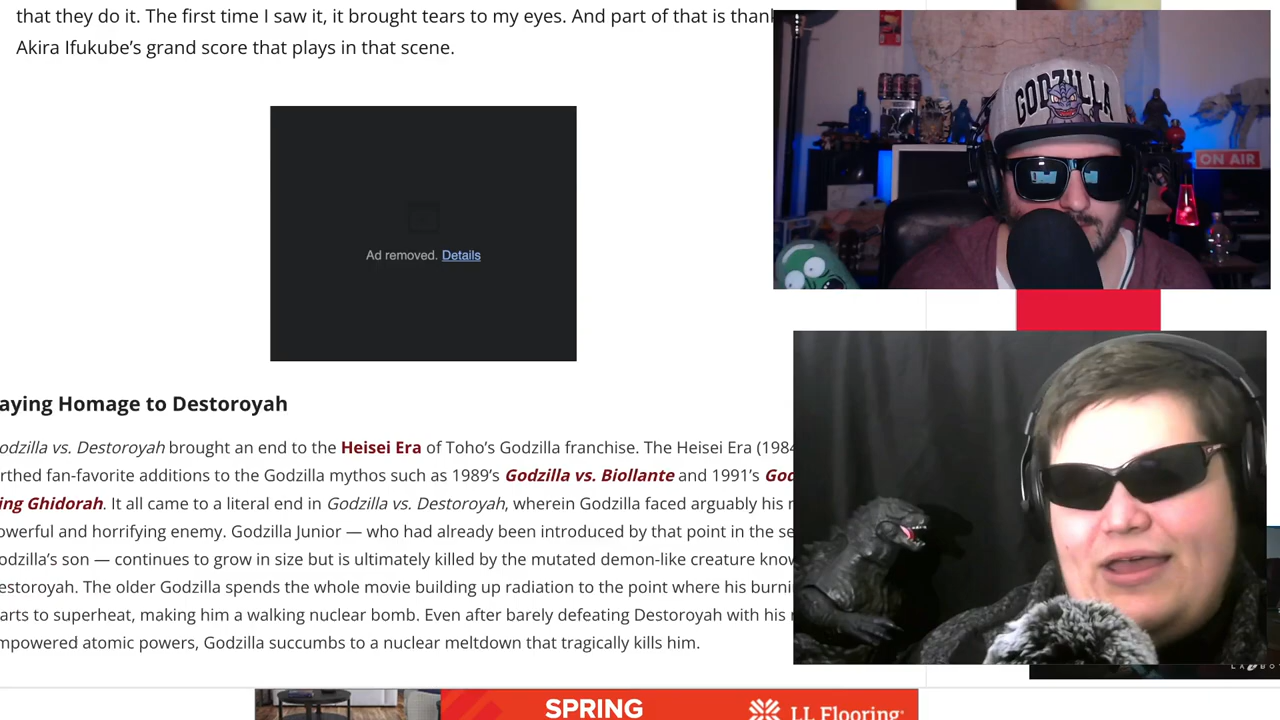 that they do it. The first time I saw it, it brought tears to my eyes. And part of that is
Akira Ifukube’s grand score that plays in that scene.
GODZILLA
ON AIR
Ad removed. Details
aying Homage to Destoroyah
odzilla vs. Destoroyah brought an end to the Heisei Era of Toho’s Godzilla franchise. The Heisei Era (1984
rthed fan-favorite additions to the Godzilla mythos such as 1989’s Godzilla vs. Biollante and 1991’s God
ing Ghidorah. It all came to a literal end in Godzilla vs. Destoroyah, wherein Godzilla faced arguably his
owerful and horrifying enemy. Godzilla Junior — who had already been introduced by that point in the se
odzilla’s son — continues to grow in size but is ultimately killed by the mutated demon-like creature know
estoroyah. The older Godzilla spends the whole movie building up radiation to the point where his burni
arts to superheat, making him a walking nuclear bomb. Even after barely defeating Destoroyah with his
mpowered atomic powers, Godzilla succumbs to a nuclear meltdown that tragically kills him.
SPRING
LL Flooring